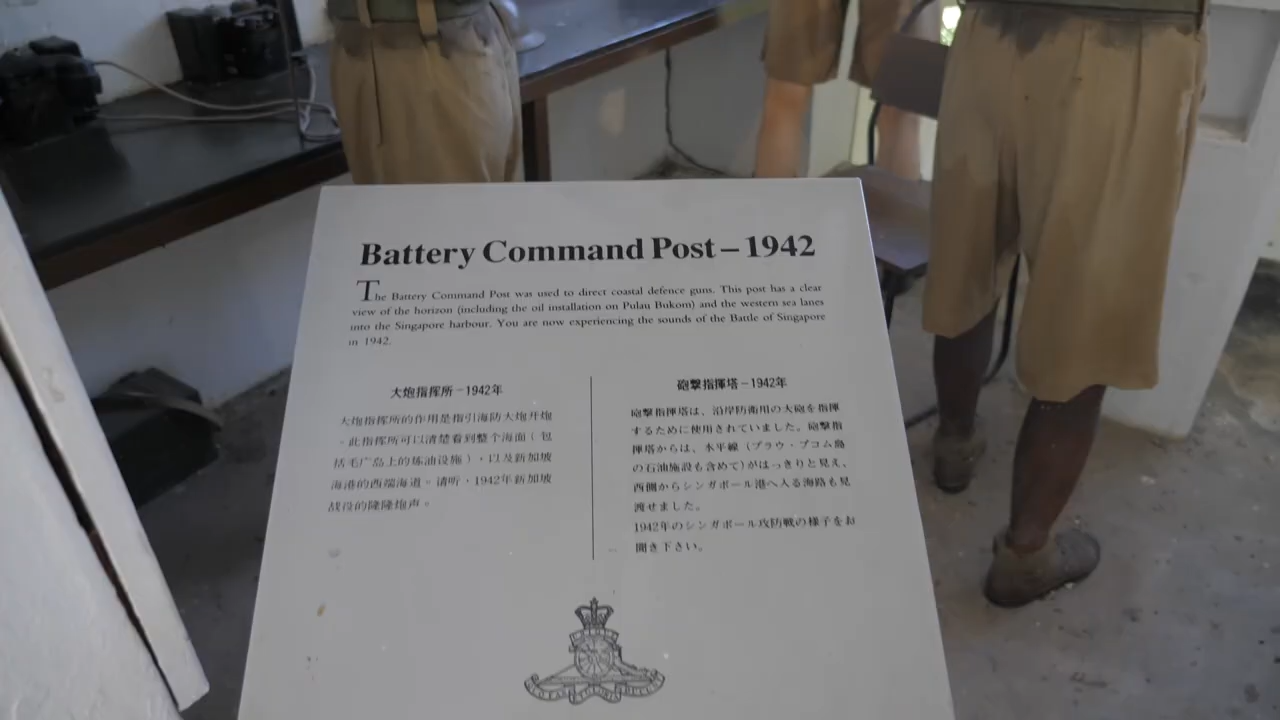 Battery Command Post – 1942
The Battery Command Post was used to direct coastal defence guns. This post has a clear
view of the horizon (including the oil installation on Pulau Bukom) and the western sea lanes
into the Singapore harbour. You are now experiencing the sounds of the Battle of Singapore
in 1942.
大炮指挥所－1942年
大炮指挥所的作用是指引海防大炮开炮
。此指挥所可以清楚看到整个海面（包
括毛广岛上的炼油设施），以及新加坡
海港的西端海道。请听，1942年新加坡
战役的隆隆炮声。
砲撃指揮塔－1942年
砲撃指揮塔は、沿岸防衛用の大砲を指揮
するために使用されていました。砲撃指
揮塔からは、水平線（プラウ・ブコム島
の石油施設も含めて）がはっきりと見え、
西側からシンガポール港へ入る海路も見
渡せました。
1942年のシンガポール攻防戦の様子をお
聞き下さい。